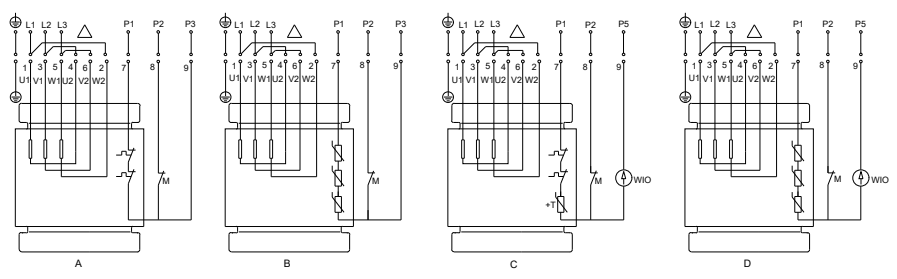 L1 L2 L3 P1 P2 P3
1 3 5 4 6 2 7 8 9
U1 V1 W1 U2 V2 W2
M
A
L1 L2 L3 P1 P2 P3
1 3 5 4 6 2 7 8 9
U1 V1 W1 U2 V2 W2
M
B
L1 L2 L3 P1 P2 P5
1 3 5 4 6 2 7 8 9
U1 V1 W1 U2 V2 W2
M WIO
+T
C
L1 L2 L3 P1 P2 P5
1 3 5 4 6 2 7 8 9
U1 V1 W1 U2 V2 W2
M WIO
D